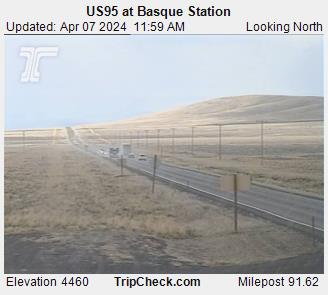 US95 at Basque Station
Updated: Apr 07 2024 11:59 AM Looking North
Elevation 4460 TripCheck.com Milepost 91.62